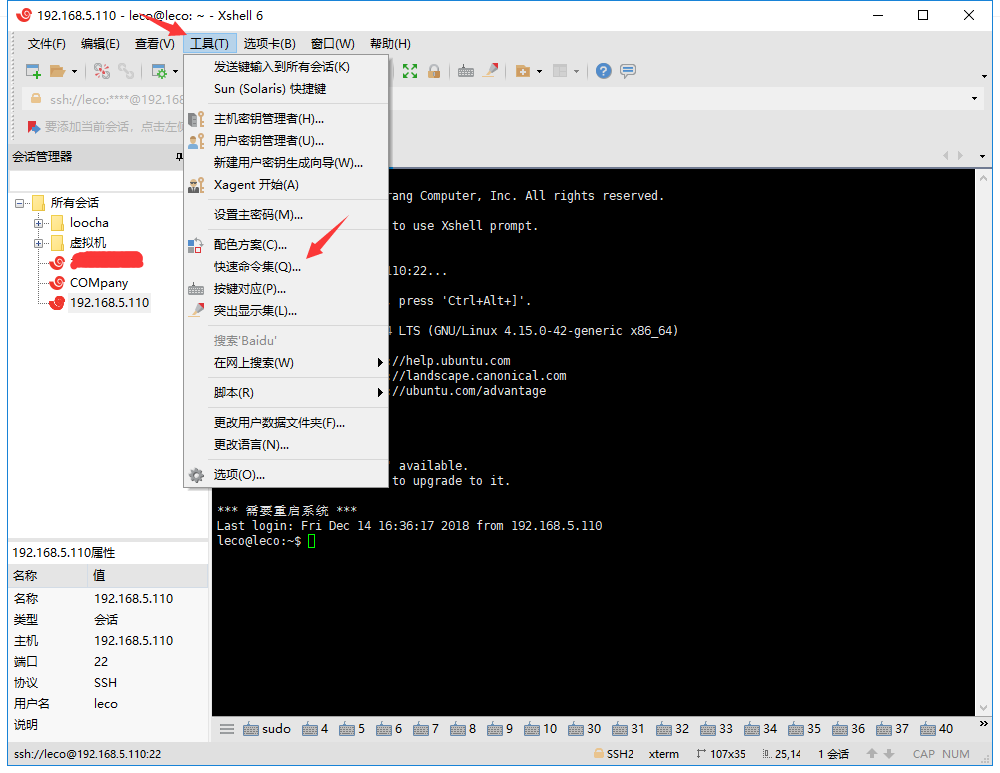 192.168.5.110 - leco@leco: ~ - Xshell 6
文件(F) 编辑(E) 查看(V) 工具(T) 选项卡(B) 窗口(W) 帮助(H)
ssh://leco:****@192.168
要添加当前会话，点击左侧
会话管理器
所有会话
loocha
虚拟机
COMpany
192.168.5.110
发送键输入到所有会话(K)
Sun (Solaris) 快捷键
主机密钥管理者(H)...
用户密钥管理者(U)...
新建用户密钥生成向导(W)...
Xagent 开始(A)
设置主密码(M)...
配色方案(C)...
快速命令集(Q)...
按键对应(P)...
突出显示集(L)...
搜索'Baidu'
在网上搜索(W)
脚本(R)
更改用户数据文件夹(F)...
更改语言(N)...
选项(O)...
rang Computer, Inc. All rights reserved.
to use Xshell prompt.
110:22...
press 'Ctrl+Alt+]'.
LTS (GNU/Linux 4.15.0-42-generic x86_64)
://help.ubuntu.com
://landscape.canonical.com
://ubuntu.com/advantage
available.
to upgrade to it.
*** 需要重启系统 ***
Last login: Fri Dec 14 16:36:17 2018 from 192.168.5.110
leco@leco:~$
192.168.5.110属性
名称 值
名称 192.168.5.110
类型 会话
主机 192.168.5.110
端口 22
协议 SSH
用户名 leco
说明
sudo 4 5 6 7 8 9 10 30 31 32 33 34 35 36 37 40
ssh://leco@192.168.5.110:22 SSH2 xterm 107x35 25,14 1 会话 CAP NUM